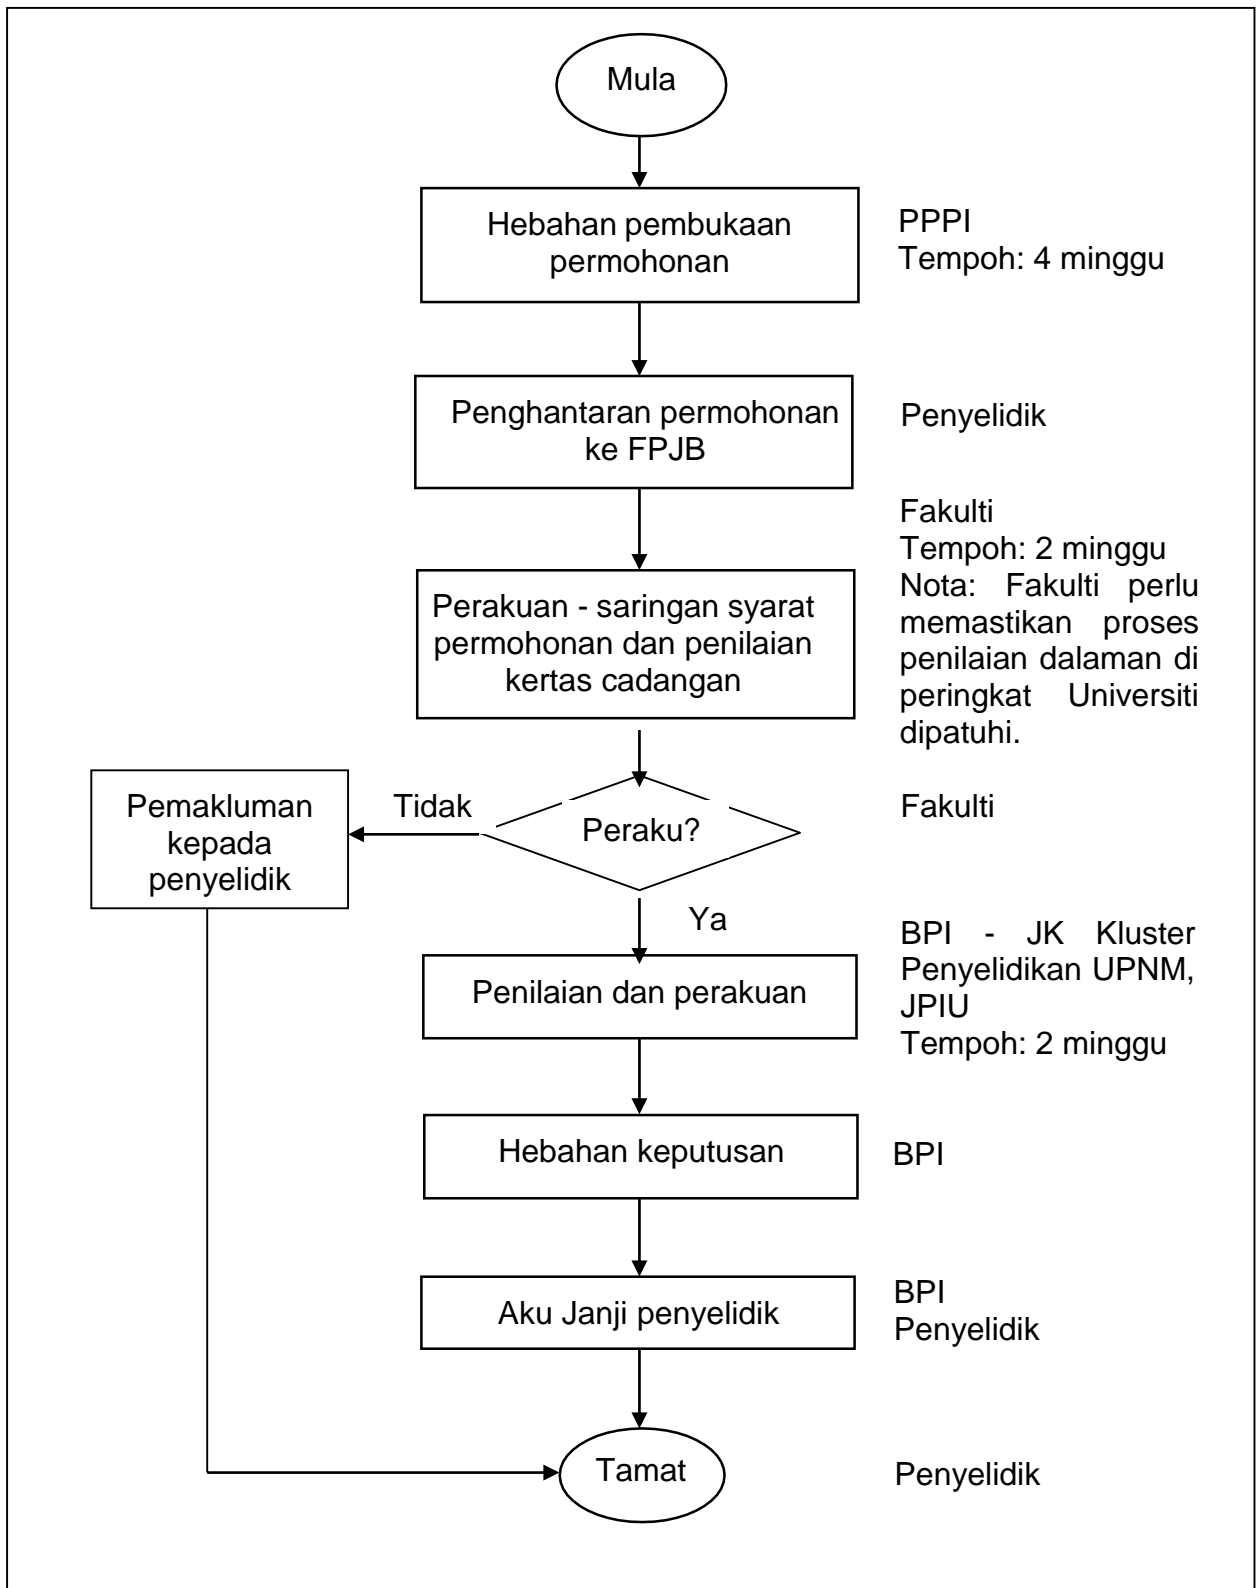 Mula
Hebahan pembukaan
permohonan
PPPI
Tempoh: 4 minggu
Penghantaran permohonan
ke FPJB
Penyelidik
Fakulti
Tempoh: 2 minggu
Nota: Fakulti perlu
memastikan proses
penilaian dalaman di
peringkat Universiti
dipatuhi.
Perakuan - saringan syarat
permohonan dan penilaian
kertas cadangan
Pemakluman
kepada
penyelidik
Tidak
Peraku?
Fakulti
Ya
Penilaian dan perakuan
BPI - JK Kluster
Penyelidikan UPNM,
JPIU
Tempoh: 2 minggu
Hebahan keputusan
BPI
Aku Janji penyelidik
BPI
Penyelidik
Tamat
Penyelidik